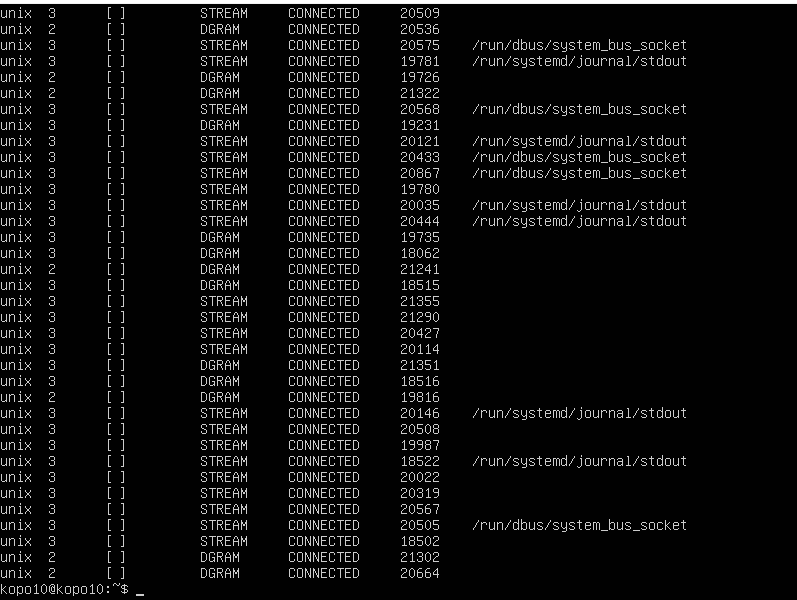 unix  3      [ ]         STREAM     CONNECTED     20509
unix  2      [ ]         DGRAM      CONNECTED     20536
unix  3      [ ]         STREAM     CONNECTED     20575    /run/dbus/system_bus_socket
unix  3      [ ]         STREAM     CONNECTED     19781    /run/systemd/journal/stdout
unix  2      [ ]         DGRAM      CONNECTED     19726
unix  2      [ ]         DGRAM      CONNECTED     21322
unix  3      [ ]         STREAM     CONNECTED     20568    /run/dbus/system_bus_socket
unix  3      [ ]         DGRAM      CONNECTED     19231
unix  3      [ ]         STREAM     CONNECTED     20121    /run/systemd/journal/stdout
unix  3      [ ]         STREAM     CONNECTED     20433    /run/dbus/system_bus_socket
unix  3      [ ]         STREAM     CONNECTED     20867    /run/dbus/system_bus_socket
unix  3      [ ]         STREAM     CONNECTED     19780
unix  3      [ ]         STREAM     CONNECTED     20035    /run/systemd/journal/stdout
unix  3      [ ]         STREAM     CONNECTED     20444    /run/systemd/journal/stdout
unix  3      [ ]         DGRAM      CONNECTED     19735
unix  3      [ ]         DGRAM      CONNECTED     18062
unix  2      [ ]         DGRAM      CONNECTED     21241
unix  3      [ ]         DGRAM      CONNECTED     18515
unix  3      [ ]         STREAM     CONNECTED     21355
unix  3      [ ]         STREAM     CONNECTED     21290
unix  3      [ ]         STREAM     CONNECTED     20427
unix  3      [ ]         STREAM     CONNECTED     20114
unix  3      [ ]         DGRAM      CONNECTED     21351
unix  3      [ ]         DGRAM      CONNECTED     18516
unix  2      [ ]         DGRAM      CONNECTED     19816
unix  3      [ ]         STREAM     CONNECTED     20146    /run/systemd/journal/stdout
unix  3      [ ]         STREAM     CONNECTED     20508
unix  3      [ ]         STREAM     CONNECTED     19987
unix  3      [ ]         STREAM     CONNECTED     18522    /run/systemd/journal/stdout
unix  3      [ ]         STREAM     CONNECTED     20022
unix  3      [ ]         STREAM     CONNECTED     20319
unix  3      [ ]         STREAM     CONNECTED     20567
unix  3      [ ]         STREAM     CONNECTED     20505    /run/dbus/system_bus_socket
unix  3      [ ]         STREAM     CONNECTED     18502
unix  2      [ ]         DGRAM      CONNECTED     21302
unix  2      [ ]         DGRAM      CONNECTED     20664
kopo10@kopo10:~$ _